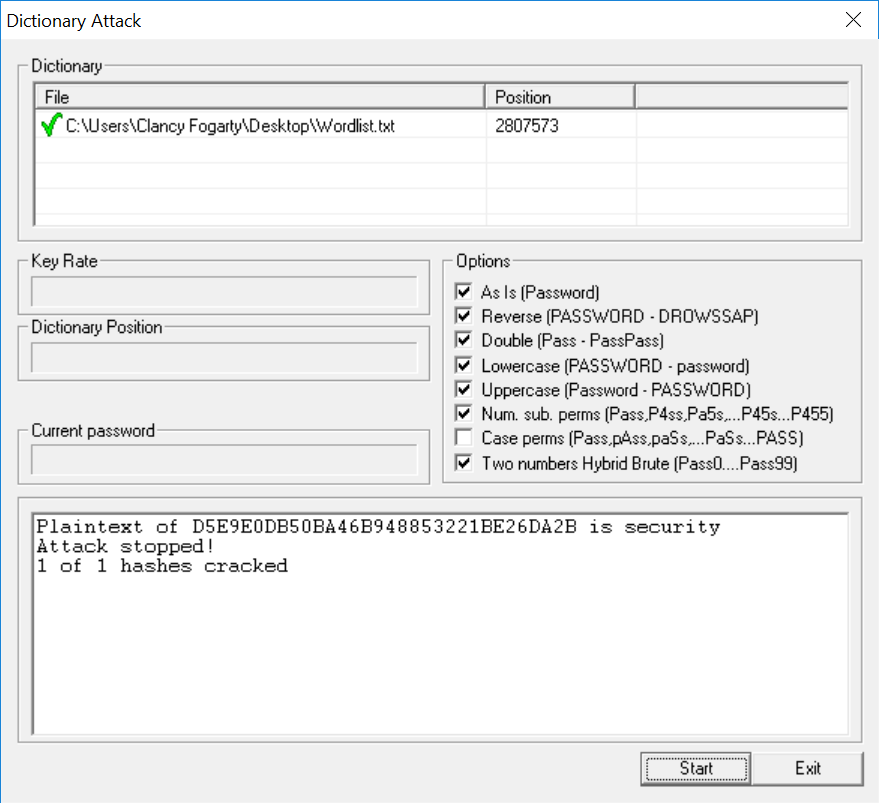 Dictionary Attack
Dictionary
File Position
C:\Users\Clancy Fogarty\Desktop\Wordlist.txt 2807573
Key Rate
Dictionary Position
Current password
Options
As Is (Password)
Reverse (PASSWORD - DROWSSAP)
Double (Pass - PassPass)
Lowercase (PASSWORD - password)
Uppercase (Password - PASSWORD)
Num. sub. perms (Pass,P4ss,Pa5s,...P45s...P455)
Case perms (Pass,pAss,paSs,...PaSs...PASS)
Two numbers Hybrid Brute (Pass0....Pass99)
Plaintext of D5E9E0DB50BA46B948853221BE26DA2B is security
Attack stopped!
1 of 1 hashes cracked
Start Exit